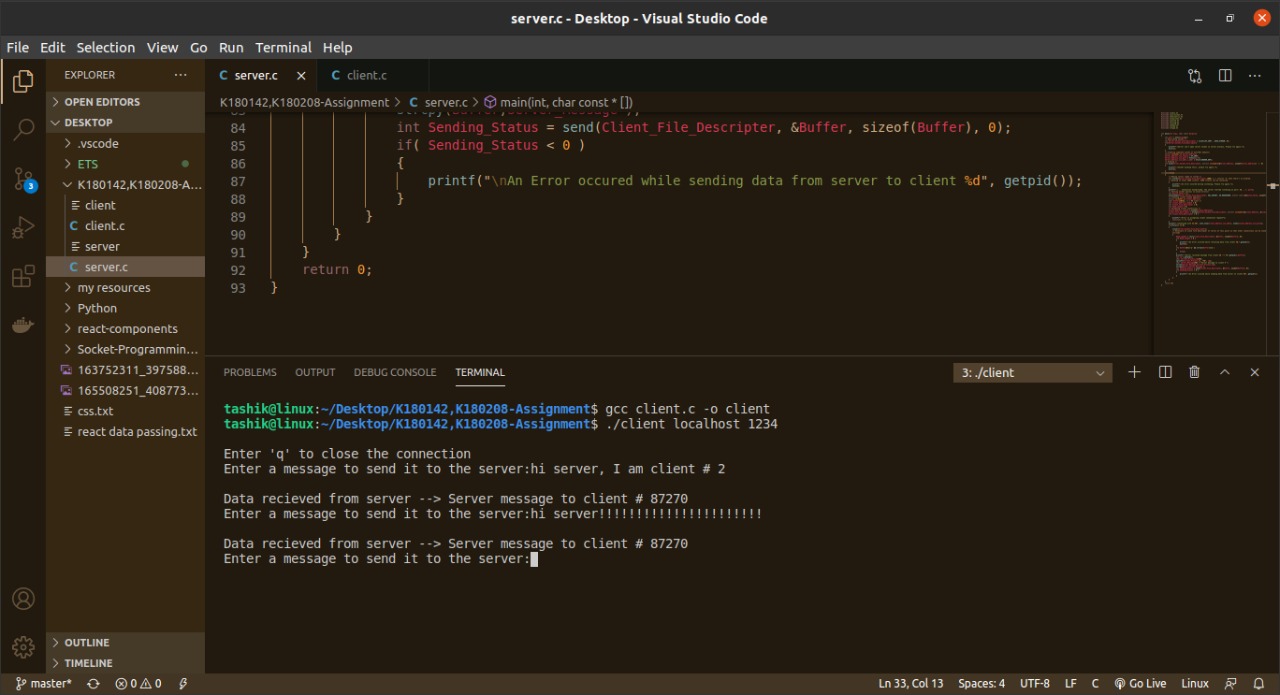 server.c - Desktop - Visual Studio Code
File Edit Selection View Go Run Terminal Help
EXPLORER
OPEN EDITORS
DESKTOP
.vscode
ETS
K180142,K180208-A...
client
client.c
server
server.c
my resources
Python
react-components
Socket-Programmin...
163752311_397588...
165508251_408773...
css.txt
react data passing.txt
OUTLINE
TIMELINE
3
server.c
client.c
K180142,K180208-Assignment > server.c > main(int, char const * [])
84 int Sending_Status = send(Client_File_Descripter, &Buffer, sizeof(Buffer), 0);
85 if( Sending_Status < 0 )
86 {
87 printf("\nAn Error occured while sending data from server to client %d", getpid());
88 }
89 }
90 }
91 }
92 return 0;
93 }
PROBLEMS OUTPUT DEBUG CONSOLE TERMINAL
3: ./client
tashik@linux:~/Desktop/K180142,K180208-Assignment$ gcc client.c -o client
tashik@linux:~/Desktop/K180142,K180208-Assignment$ ./client localhost 1234
Enter 'q' to close the connection
Enter a message to send it to the server:hi server, I am client # 2
Data recieved from server --> Server message to client # 87270
Enter a message to send it to the server:hi server!!!!!!!!!!!!!!!!!!!!!!
Data recieved from server --> Server message to client # 87270
Enter a message to send it to the server:
master* 0 0 Ln 33, Col 13 Spaces: 4 UTF-8 LF C Go Live Linux